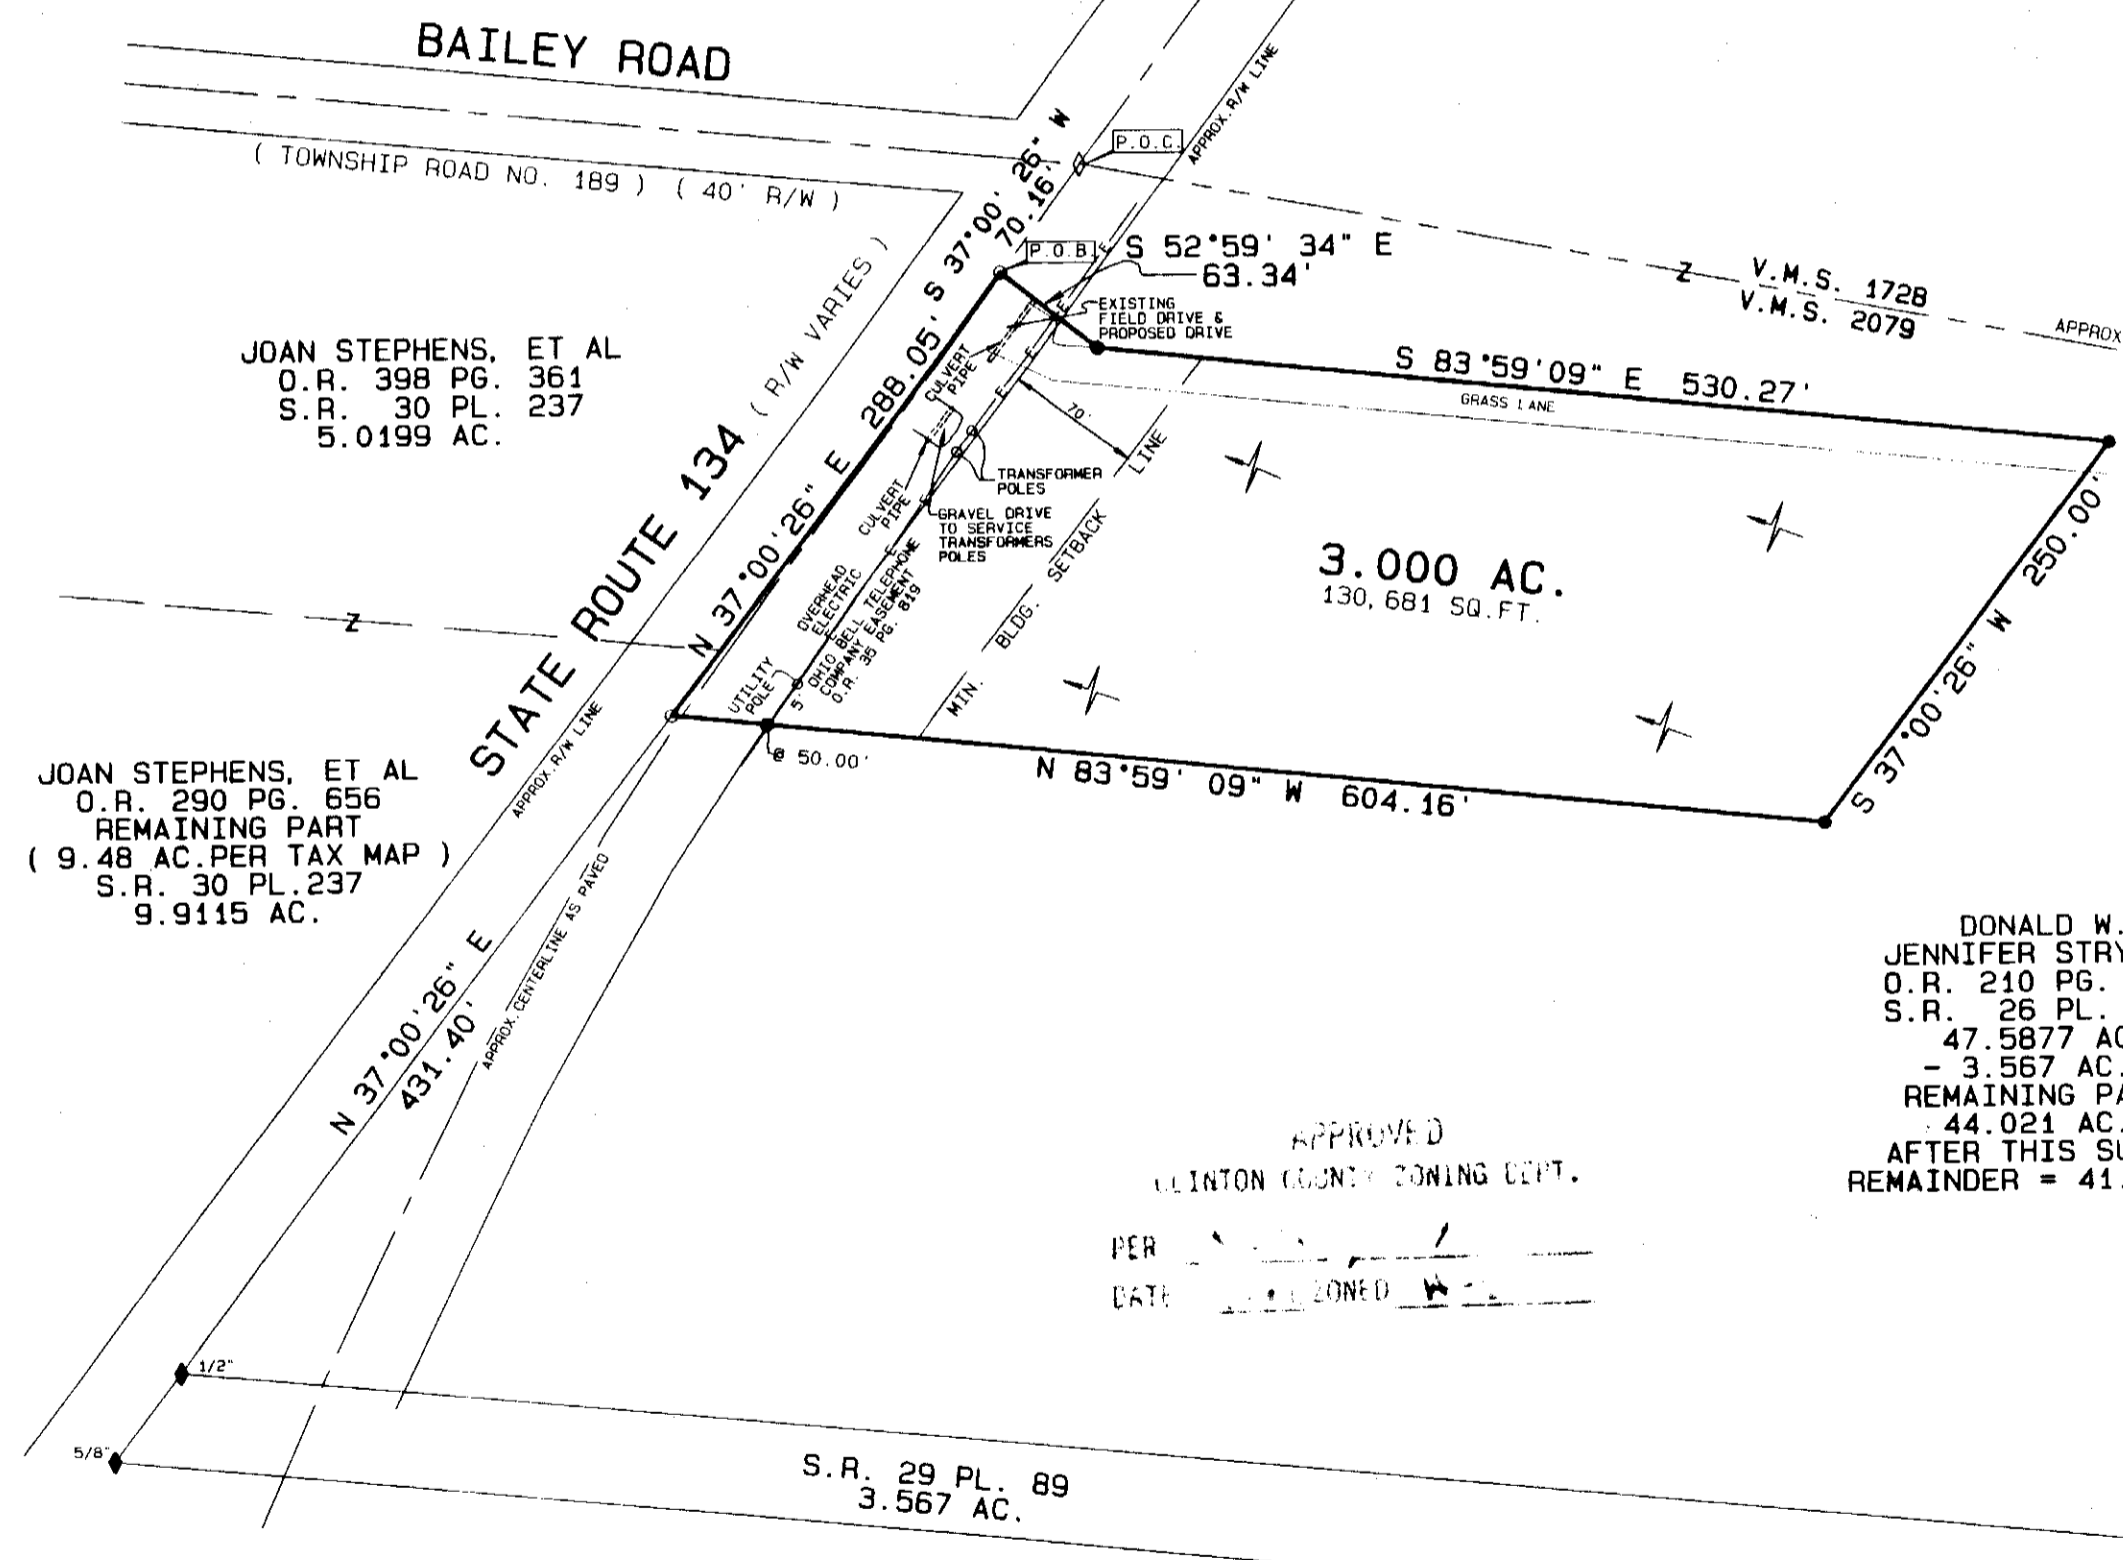 BAILEY ROAD
( TOWNSHIP ROAD NO. 189 ) ( 40' R/W )
APPROX. R/W LINE
P.O.C.
S 37°00' 26" W
70.16'
P.O.B.
S 52°59' 34" E
63.34'
EXISTING
FIELD DRIVE &
PROPOSED DRIVE
V.M.S. 1728
V.M.S. 2079
APPROX
Z
JOAN STEPHENS, ET AL
O.R. 398 PG. 361
S.R. 30 PL. 237
5.0199 AC.
STATE ROUTE 134 ( R/W VARIES )
N 37°00'26" E 288.05'
S 83°59'09" E 530.27'
GRASS LANE
CULVERT
PIPE
70'
TRANSFORMER
POLES
CULVERT
PIPE
GRAVEL DRIVE
TO SERVICE
TRANSFORMERS
POLES
E
E
E
E
E
E
E
MIN. BLDG. SETBACK LINE
3.000 AC.
130,681 SQ.FT.
S 37°00'26" W 250.00'
OVERHEAD
ELECTRIC
5' OHIO BELL TELEPHONE
COMPANY EASEMENT
O.R. 35 PG. 819
UTILITY
POLE
Z
@ 50.00'
N 83°59' 09" W 604.16'
APPROX. R/W LINE
JOAN STEPHENS, ET AL
O.R. 290 PG. 656
REMAINING PART
( 9.48 AC.PER TAX MAP )
S.R. 30 PL.237
9.9115 AC.
APPROX. CENTERLINE AS PAVED
N 37°00'26" E
431.40'
DONALD W.
JENNIFER STRY
O.R. 210 PG.
S.R. 26 PL.
47.5877 AC
- 3.567 AC.
REMAINING PA
44.021 AC.
AFTER THIS SU
REMAINDER = 41.
APPROVED
CLINTON COUNTY ZONING DEPT.
PER
DATE ZONED
1/2"
5/8"
S.R. 29 PL. 89
3.567 AC.